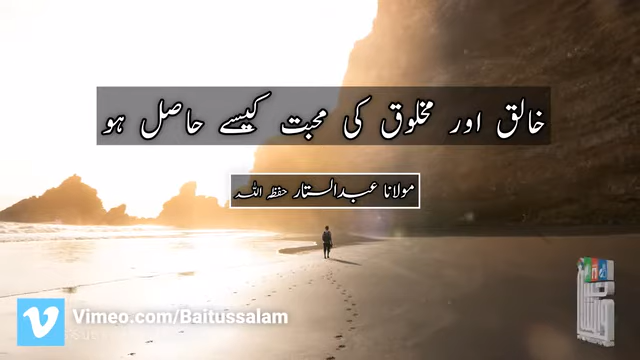 خالق اور مخلوق کی محبت کیسے حاصل ہو
مولانا عبدالستار حفظہ اللہ
Vimeo.com/Baitussalam